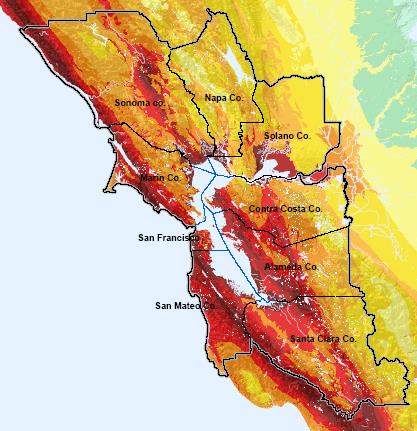 Napa Co.
Sonoma co.
Solano Co.
Marin Co.
Contra Costa Co.
San Francisco
Alameda Co.
San Mateo Co.
Santa Clara Co.